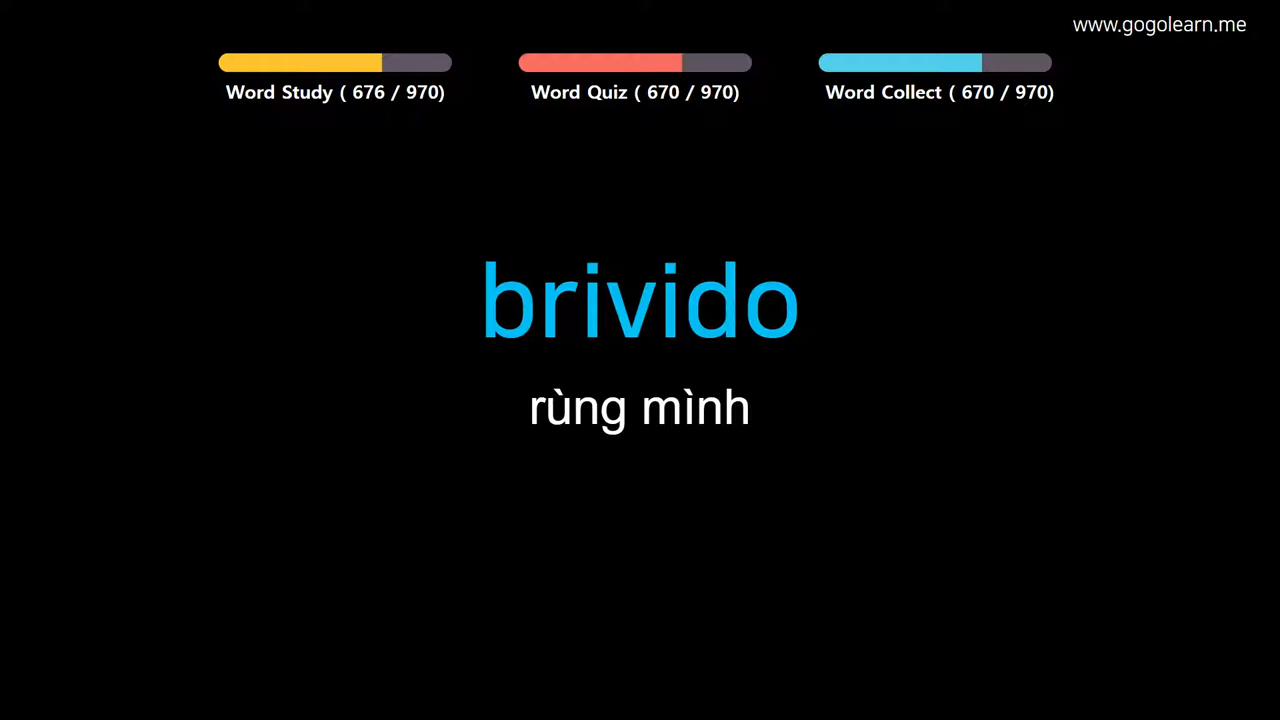 www.gogolearn.me
Word Study ( 676 / 970)
Word Quiz ( 670 / 970)
Word Collect ( 670 / 970)
brivido
rùng mình